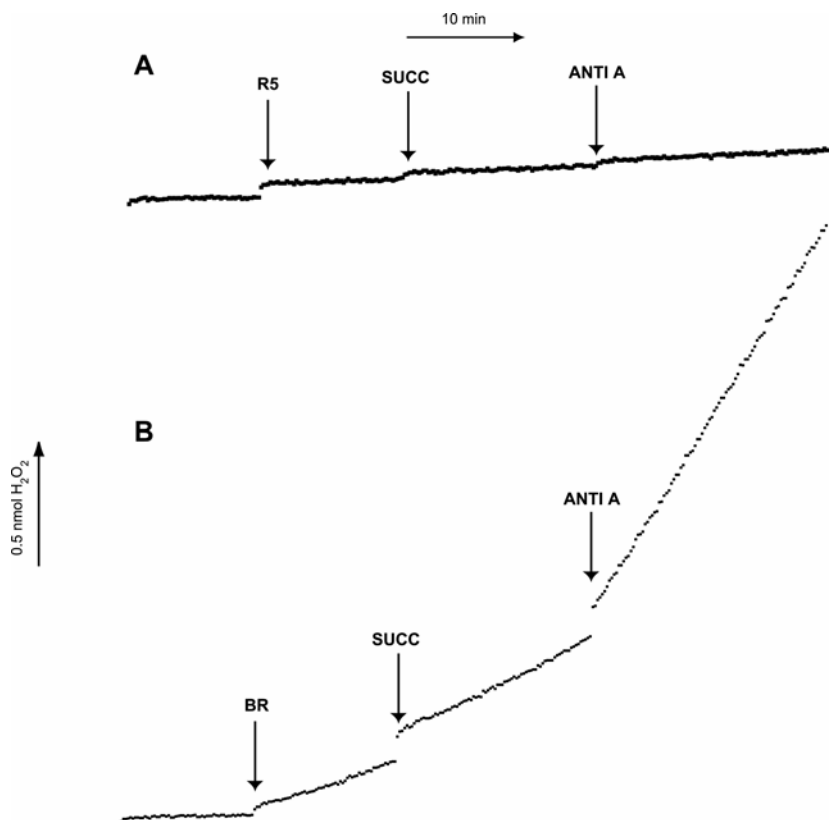 10 min
A
R5
SUCC
ANTI A
B
0.5 nmol H₂O₂
ANTI A
SUCC
BR